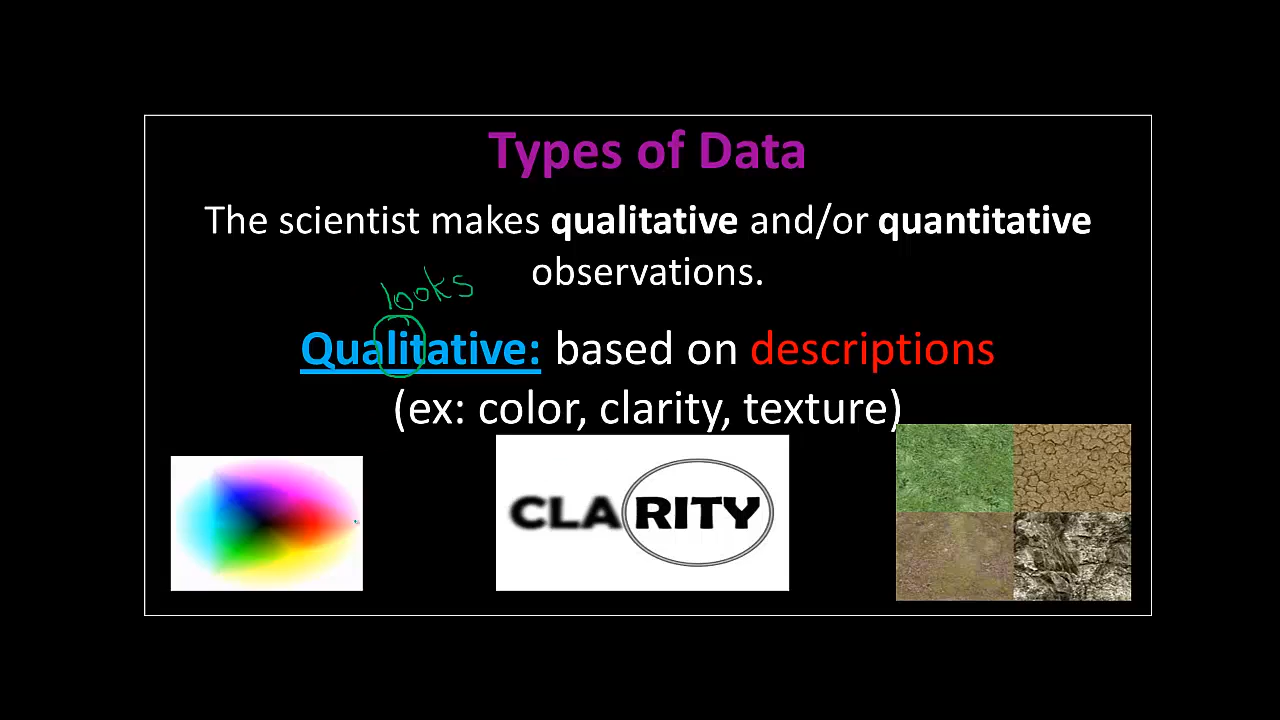 Types of Data
The scientist makes qualitative and/or quantitative
observations.
looks
Qualitative: based on descriptions
(ex: color, clarity, texture)
CLARITY